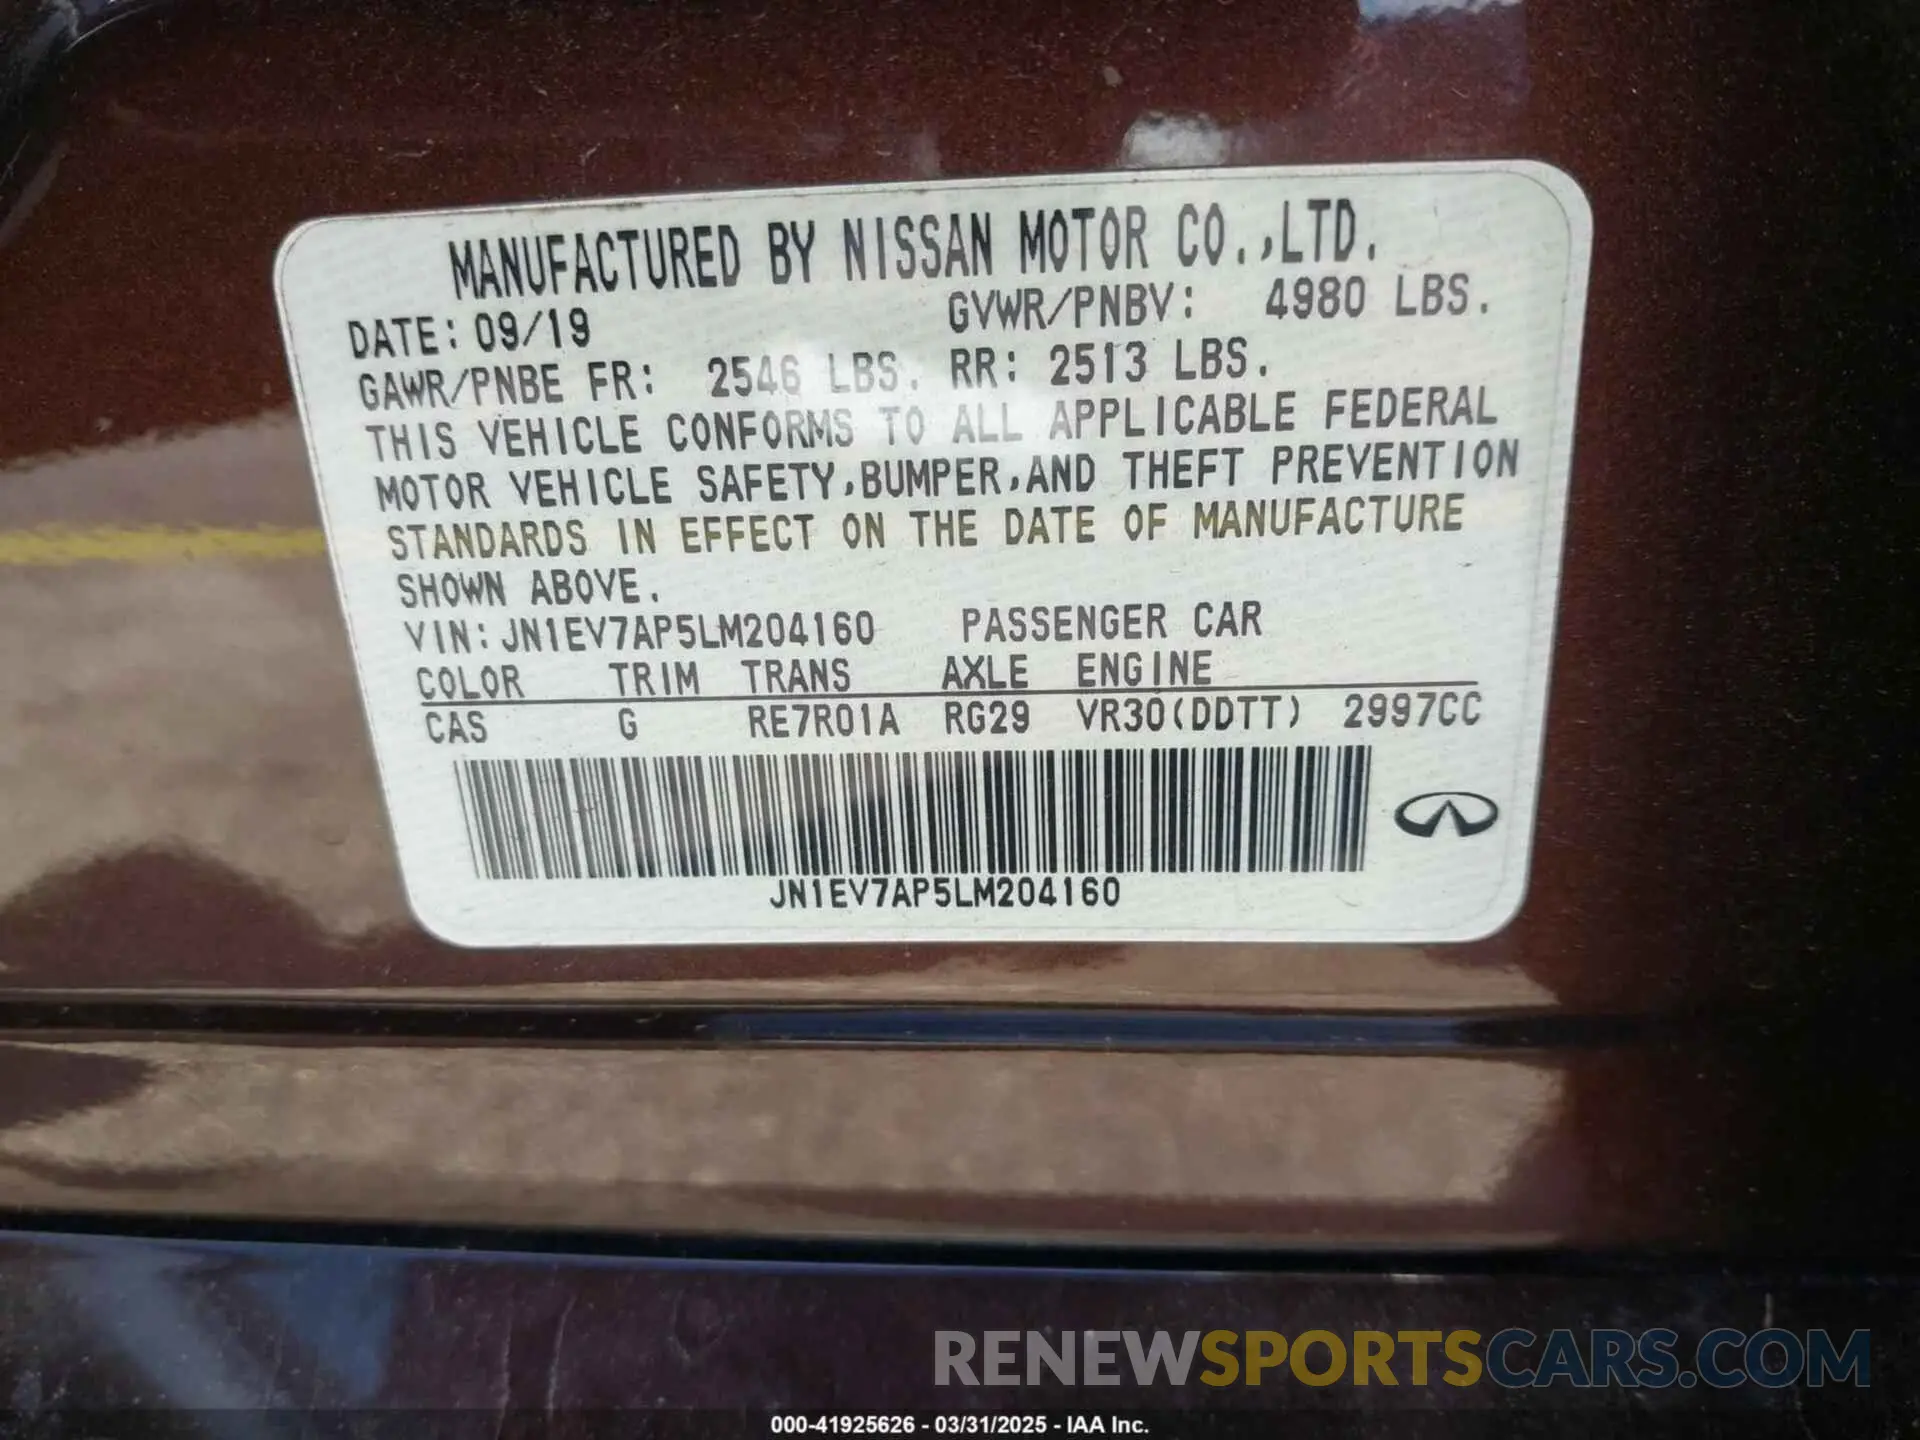 MANUFACTURED BY NISSAN MOTOR CO.,LTD.
DATE: 09/19 GVWR/PNBV: 4980 LBS.
GAWR/PNBE FR: 2546 LBS. RR: 2513 LBS.
THIS VEHICLE CONFORMS TO ALL APPLICABLE FEDERAL
MOTOR VEHICLE SAFETY,BUMPER,AND THEFT PREVENTION
STANDARDS IN EFFECT ON THE DATE OF MANUFACTURE
SHOWN ABOVE.
VIN: JN1EV7AP5LM204160 PASSENGER CAR
COLOR TRIM TRANS AXLE ENGINE
CAS G RE7R01A RG29 VR30(DDTT) 2997CC
JN1EV7AP5LM204160
RENEWSPORTSCARS.COM
000-41925626 - 03/31/2025 - IAA Inc.